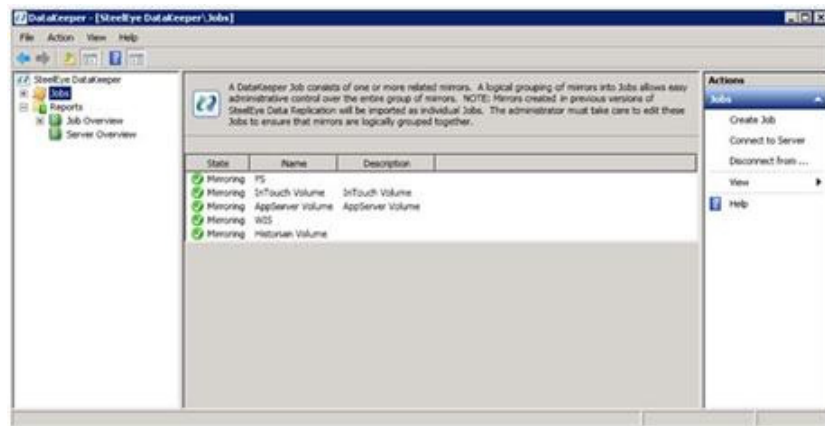 DataKeeper - [SteelEye DataKeeper\Jobs]
File Action View Help
SteelEye DataKeeper
Jobs
Reports
Job Overview
Server Overview
A DataKeeper Job consists of one or more related mirrors. A logical grouping of mirrors into Jobs allows easy
administrative control over the entire group of mirrors. NOTE: Mirrors created in previous versions of
SteelEye Data Replication will be imported as individual Jobs. The administrator must take care to edit these
Jobs to ensure that mirrors are logically grouped together.
State Name Description
Mirroring
Mirroring InTouch Volume InTouch Volume
Mirroring AppServer Volume AppServer Volume
Mirroring WIS
Mirroring Historian Volume
Actions
Jobs
Create Job
Connect to Server
Disconnect from ...
View
Help